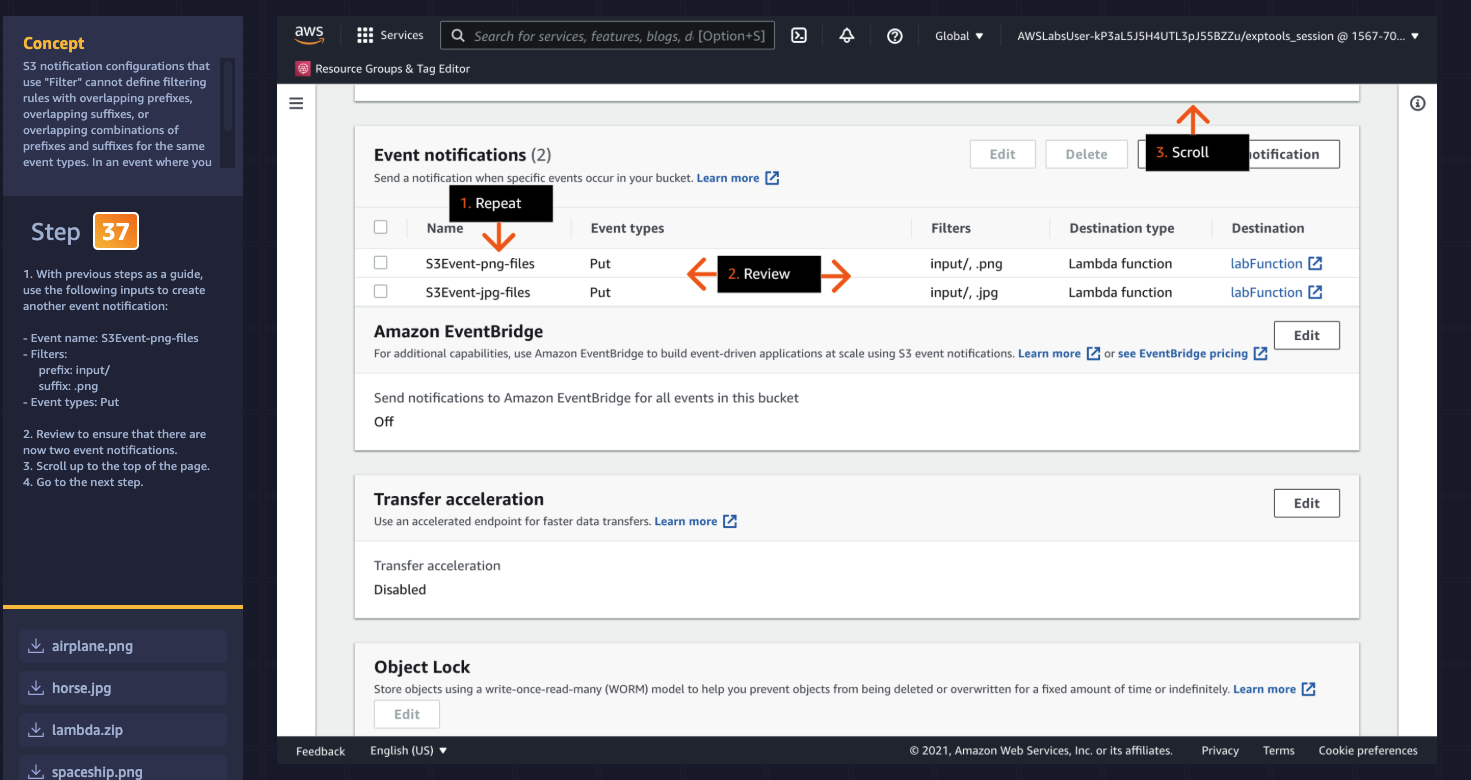 Concept
S3 notification configurations that
use "Filter" cannot define filtering
rules with overlapping prefixes,
overlapping suffixes, or
overlapping combinations of
prefixes and suffixes for the same
event types. In an event where you
Step 37
1. With previous steps as a guide,
use the following inputs to create
another event notification:
- Event name: S3Event-png-files
- Filters:
prefix: input/
suffix: .png
- Event types: Put
2. Review to ensure that there are
now two event notifications.
3. Scroll up to the top of the page.
4. Go to the next step.
airplane.png
horse.jpg
lambda.zip
spaceship.png
aws
Services
Search for services, features, blogs, d [Option+S]
Global
AWSLabsUser-kP3aL5J5H4UTL3pJ55BZZu/exptools_session @ 1567-70...
Resource Groups & Tag Editor
Event notifications (2)
Edit
Delete
3. Scroll
otification
Send a notification when specific events occur in your bucket. Learn more
1. Repeat
Name Event types Filters Destination type Destination
S3Event-png-files Put input/, .png Lambda function labFunction
2. Review
S3Event-jpg-files Put input/, .jpg Lambda function labFunction
Amazon EventBridge
Edit
For additional capabilities, use Amazon EventBridge to build event-driven applications at scale using S3 event notifications. Learn more or see EventBridge pricing
Send notifications to Amazon EventBridge for all events in this bucket
Off
Transfer acceleration
Edit
Use an accelerated endpoint for faster data transfers. Learn more
Transfer acceleration
Disabled
Object Lock
Store objects using a write-once-read-many (WORM) model to help you prevent objects from being deleted or overwritten for a fixed amount of time or indefinitely. Learn more
Edit
Feedback English (US) © 2021, Amazon Web Services, Inc. or its affiliates. Privacy Terms Cookie preferences